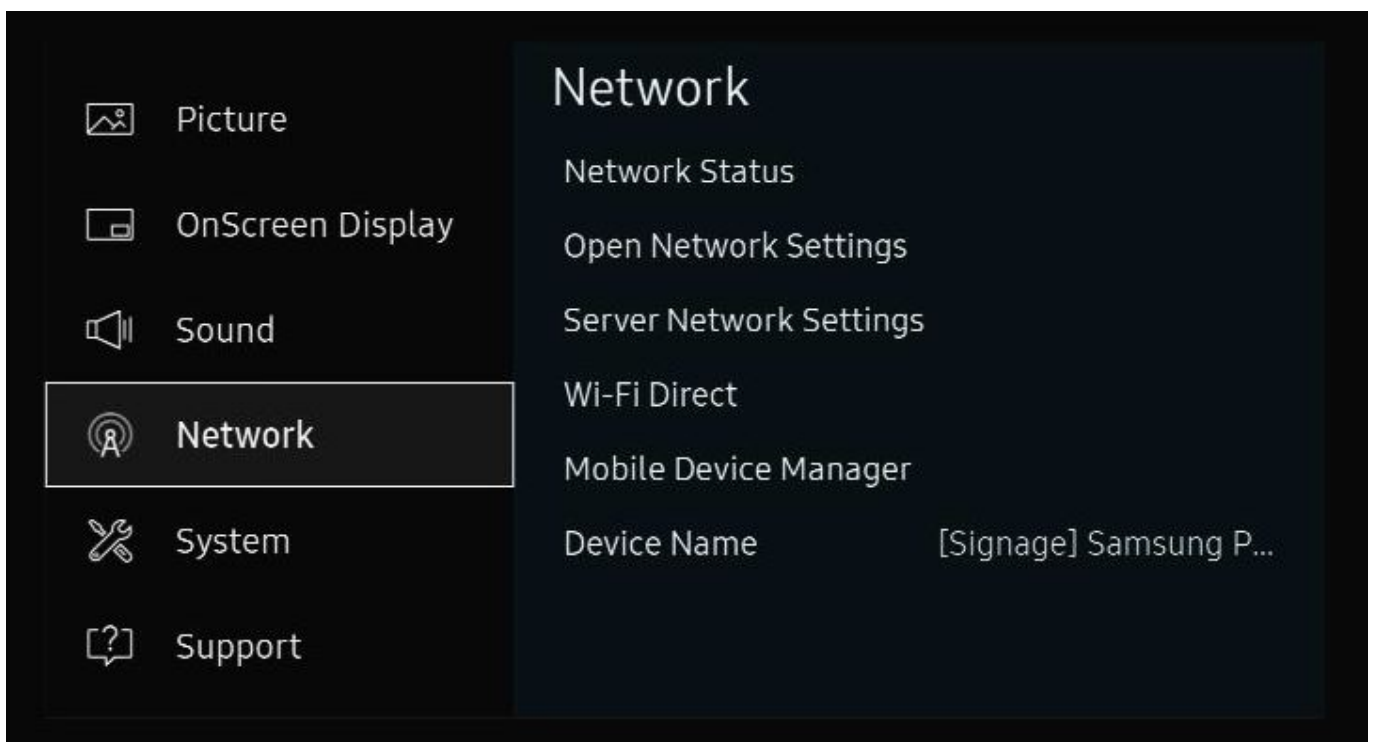 Picture
OnScreen Display
Sound
Network
System
Support
Network
Network Status
Open Network Settings
Server Network Settings
Wi-Fi Direct
Mobile Device Manager
Device Name [Signage] Samsung P...